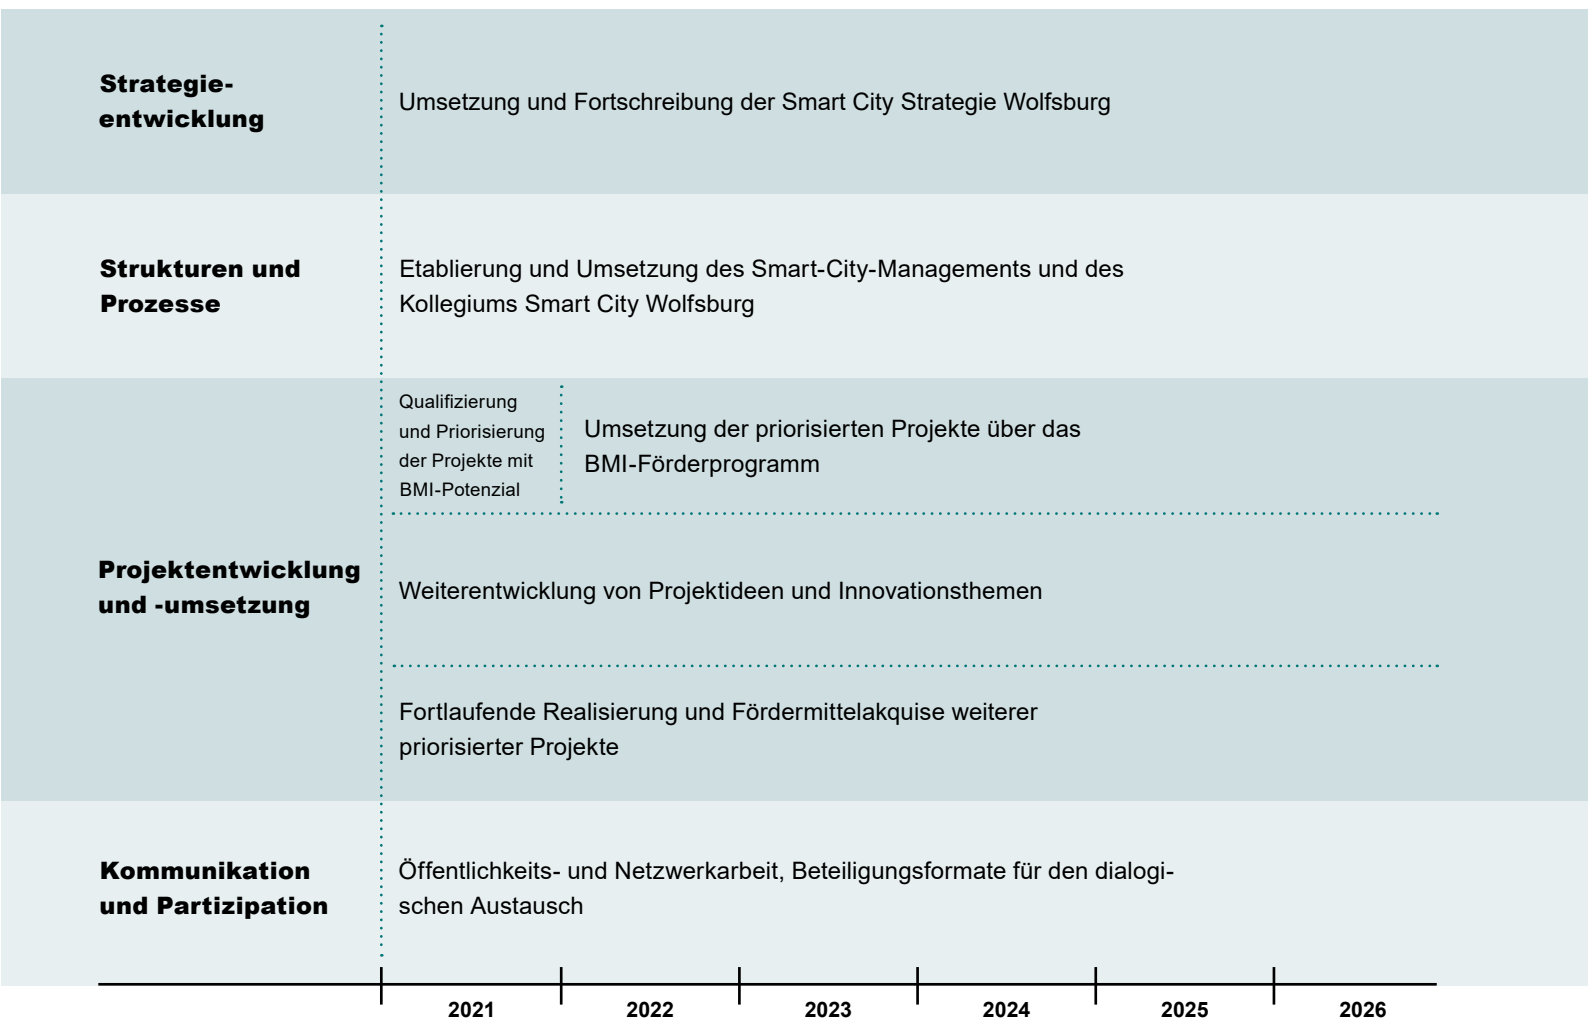 Strategie-
entwicklung
Umsetzung und Fortschreibung der Smart City Strategie Wolfsburg
Strukturen und
Prozesse
Etablierung und Umsetzung des Smart-City-Managements und des
Kollegiums Smart City Wolfsburg
Projektentwicklung
und -umsetzung
Qualifizierung
und Priorisierung
der Projekte mit
BMI-Potenzial
Umsetzung der priorisierten Projekte über das
BMI-Förderprogramm
Weiterentwicklung von Projektideen und Innovationsthemen
Fortlaufende Realisierung und Fördermittelakquise weiterer
priorisierter Projekte
Kommunikation
und Partizipation
Öffentlichkeits- und Netzwerkarbeit, Beteiligungsformate für den dialogi-
schen Austausch
2021 2022 2023 2024 2025 2026